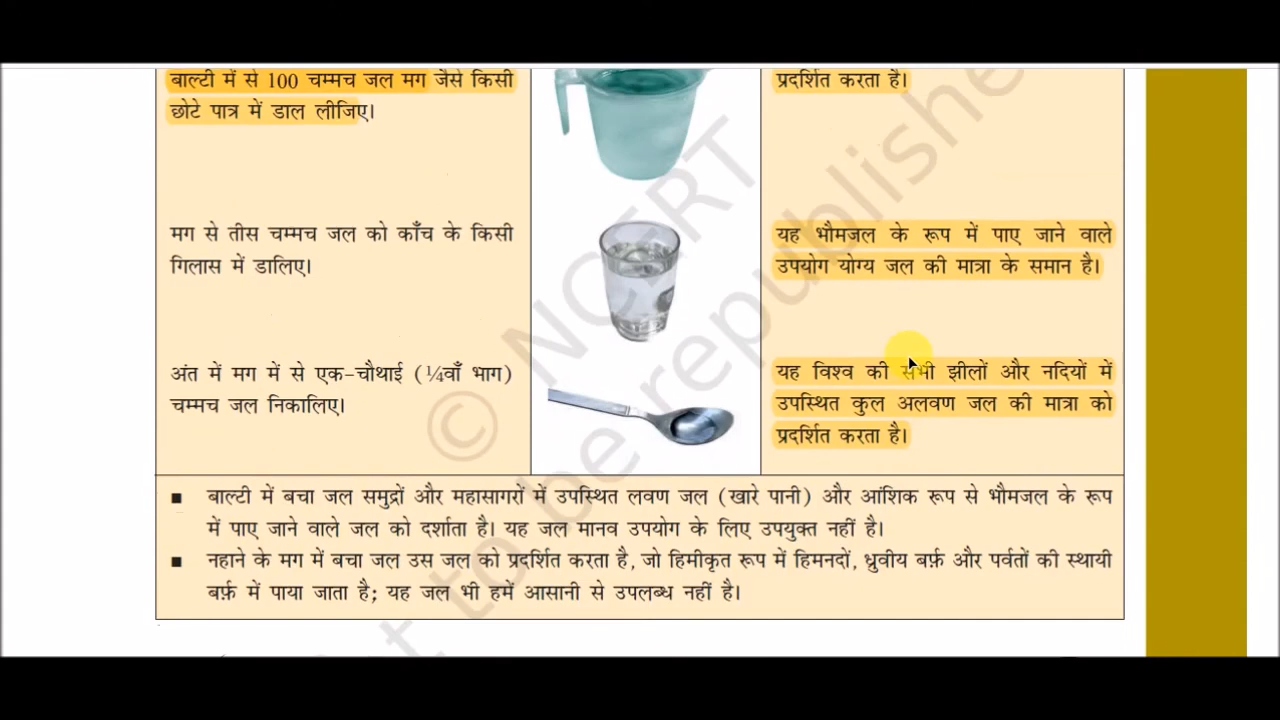 बाल्टी में से 100 चम्मच जल मग जैसे किसी
छोटे पात्र में डाल लीजिए।
प्रदर्शित करता है।
मग से तीस चम्मच जल को काँच के किसी
गिलास में डालिए।
यह भौमजल के रूप में पाए जाने वाले
उपयोग योग्य जल की मात्रा के समान है।
अंत में मग में से एक-चौथाई (¼वाँ भाग)
चम्मच जल निकालिए।
यह विश्व की सभी झीलों और नदियों में
उपस्थित कुल अलवण जल की मात्रा को
प्रदर्शित करता है।
■ बाल्टी में बचा जल समुद्रों और महासागरों में उपस्थित लवण जल (खारे पानी) और आंशिक रूप से भौमजल के रूप
में पाए जाने वाले जल को दर्शाता है। यह जल मानव उपयोग के लिए उपयुक्त नहीं है।
■ नहाने के मग में बचा जल उस जल को प्रदर्शित करता है, जो हिमीकृत रूप में हिमनदों, ध्रुवीय बर्फ़ और पर्वतों की स्थायी
बर्फ़ में पाया जाता है; यह जल भी हमें आसानी से उपलब्ध नहीं है।
© NCERT
not to be republishe